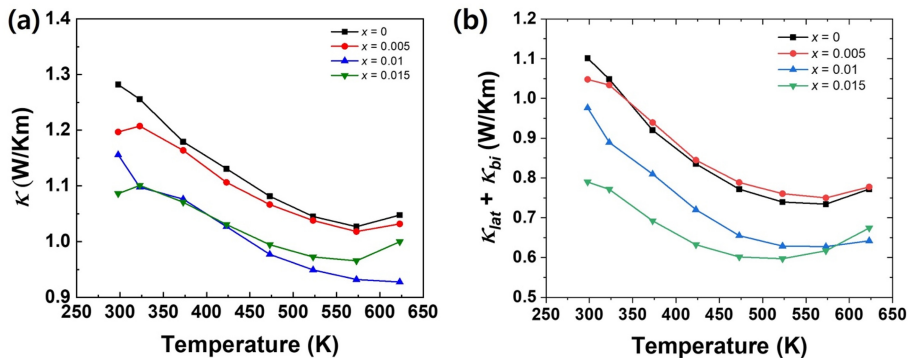 (a)
x = 0
x = 0.005
x = 0.01
x = 0.015
κ (W/Km)
1.4
1.3
1.2
1.1
1.0
0.9
250 300 350 400 450 500 550 600 650
Temperature (K)
(b)
x = 0
x = 0.005
x = 0.01
x = 0.015
κlat + κbi (W/Km)
1.2
1.1
1.0
0.9
0.8
0.7
0.6
0.5
250 300 350 400 450 500 550 600 650
Temperature (K)